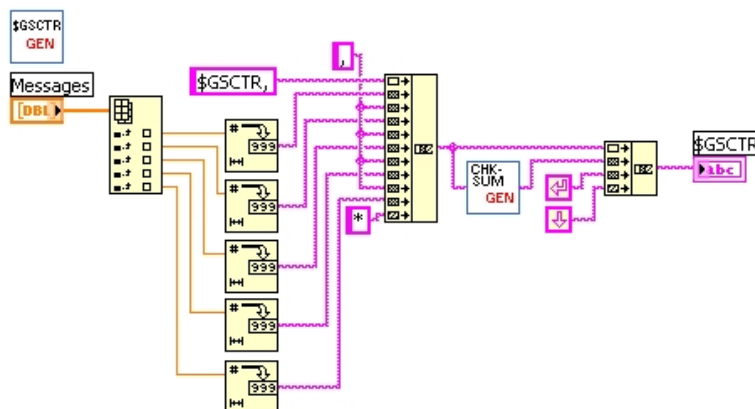 $GSCTR
GEN
Messages
[DBL]
,
$GSCTR,
#
999
#
999
#
999
#
999
#
999
*
CHK-
SUM
GEN
$GSCTR
abc